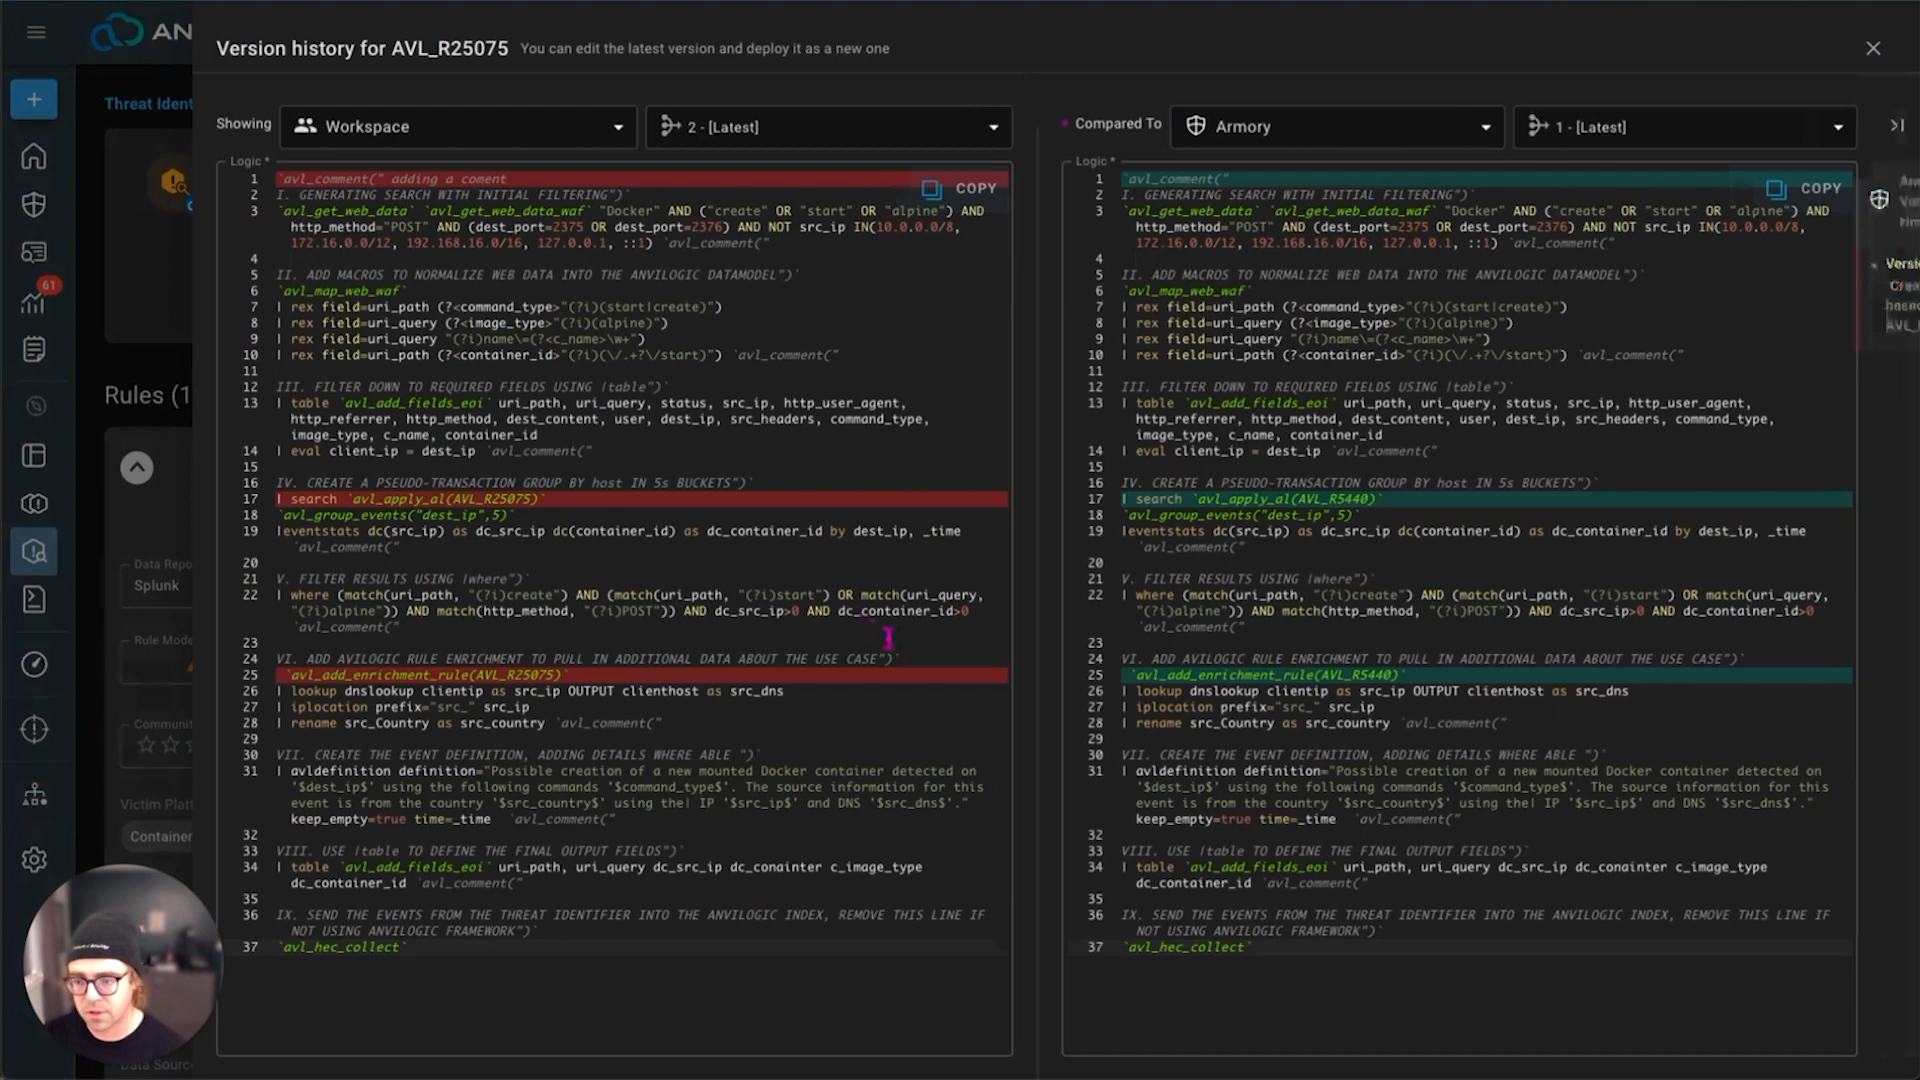 AN
Version history for AVL_R25075 You can edit the latest version and deploy it as a new one
Threat Ident
61
Rules (1
Data Repo
Splunk
Rule Mode
Communi
Victim Platf
Container
Data Source
Showing
Workspace
2 - [Latest]
Logic *
COPY
1 `avl_comment(" adding a coment
2 I. GENERATING SEARCH WITH INITIAL FILTERING")`
3 `avl_get_web_data` `avl_get_web_data_waf` "Docker" AND ("create" OR "start" OR "alpine") AND
http_method="POST" AND (dest_port=2375 OR dest_port=2376) AND NOT src_ip IN(10.0.0.0/8,
172.16.0.0/12, 192.168.16.0/16, 127.0.0.1, ::1) `avl_comment("
4
5 II. ADD MACROS TO NORMALIZE WEB DATA INTO THE ANVILOGIC DATAMODEL")`
6 `avl_map_web_waf`
7 | rex field=uri_path (?<command_type>"(?i)(start|create)")
8 | rex field=uri_query (?<image_type>"(?i)(alpine)")
9 | rex field=uri_query "(?i)name\=(?<c_name>\w+")
10 | rex field=uri_path (?<container_id>"(?i)(\/.+?\/start)") `avl_comment("
11
12 III. FILTER DOWN TO REQUIRED FIELDS USING |table")`
13 | table `avl_add_fields_eoi` uri_path, uri_query, status, src_ip, http_user_agent,
http_referrer, http_method, dest_content, user, dest_ip, src_headers, command_type,
image_type, c_name, container_id
14 | eval client_ip = dest_ip `avl_comment("
15
16 IV. CREATE A PSEUDO-TRANSACTION GROUP BY host IN 5s BUCKETS")`
17 | search `avl_apply_al(AVL_R25075)`
18 `avl_group_events("dest_ip",5)`
19 |eventstats dc(src_ip) as dc_src_ip dc(container_id) as dc_container_id by dest_ip, _time
`avl_comment("
20
21 V. FILTER RESULTS USING |where")`
22 | where (match(uri_path, "(?i)create") AND (match(uri_path, "(?i)start") OR match(uri_query,
"(?i)alpine")) AND match(http_method, "(?i)POST")) AND dc_src_ip>0 AND dc_container_id>0
`avl_comment("
23
24 VI. ADD AVILOGIC RULE ENRICHMENT TO PULL IN ADDITIONAL DATA ABOUT THE USE CASE")`
25 `avl_add_enrichment_rule(AVL_R25075)`
26 | lookup dnslookup clientip as src_ip OUTPUT clienthost as src_dns
27 | iplocation prefix="src_" src_ip
28 | rename src_Country as src_country `avl_comment("
29
30 VII. CREATE THE EVENT DEFINITION, ADDING DETAILS WHERE ABLE ")`
31 | avldefinition definition="Possible creation of a new mounted Docker container detected on
'$dest_ip$' using the following commands '$command_type$'. The source information for this
event is from the country '$src_country$' using the| IP '$src_ip$' and DNS '$src_dns$'."
keep_empty=true time=_time `avl_comment("
32
33 VIII. USE |table TO DEFINE THE FINAL OUTPUT FIELDS")`
34 | table `avl_add_fields_eoi` uri_path, uri_query dc_src_ip dc_conainter c_image_type
dc_container_id `avl_comment("
35
36 IX. SEND THE EVENTS FROM THE THREAT IDENTIFIER INTO THE ANVILOGIC INDEX, REMOVE THIS LINE IF
NOT USING ANVILOGIC FRAMEWORK")`
37 `avl_hec_collect`
Compared To
Armory
1 - [Latest]
Logic *
COPY
1 `avl_comment("
2 I. GENERATING SEARCH WITH INITIAL FILTERING")`
3 `avl_get_web_data` `avl_get_web_data_waf` "Docker" AND ("create" OR "start" OR "alpine") AND
http_method="POST" AND (dest_port=2375 OR dest_port=2376) AND NOT src_ip IN(10.0.0.0/8,
172.16.0.0/12, 192.168.16.0/16, 127.0.0.1, ::1) `avl_comment("
4
5 II. ADD MACROS TO NORMALIZE WEB DATA INTO THE ANVILOGIC DATAMODEL")`
6 `avl_map_web_waf`
7 | rex field=uri_path (?<command_type>"(?i)(start|create)")
8 | rex field=uri_query (?<image_type>"(?i)(alpine)")
9 | rex field=uri_query "(?i)name\=(?<c_name>\w+")
10 | rex field=uri_path (?<container_id>"(?i)(\/.+?\/start)") `avl_comment("
11
12 III. FILTER DOWN TO REQUIRED FIELDS USING |table")`
13 | table `avl_add_fields_eoi` uri_path, uri_query, status, src_ip, http_user_agent,
http_referrer, http_method, dest_content, user, dest_ip, src_headers, command_type,
image_type, c_name, container_id
14 | eval client_ip = dest_ip `avl_comment("
15
16 IV. CREATE A PSEUDO-TRANSACTION GROUP BY host IN 5s BUCKETS")`
17 | search `avl_apply_al(AVL_R5440)`
18 `avl_group_events("dest_ip",5)`
19 |eventstats dc(src_ip) as dc_src_ip dc(container_id) as dc_container_id by dest_ip, _time
`avl_comment("
20
21 V. FILTER RESULTS USING |where")`
22 | where (match(uri_path, "(?i)create") AND (match(uri_path, "(?i)start") OR match(uri_query,
"(?i)alpine")) AND match(http_method, "(?i)POST")) AND dc_src_ip>0 AND dc_container_id>0
`avl_comment("
23
24 VI. ADD AVILOGIC RULE ENRICHMENT TO PULL IN ADDITIONAL DATA ABOUT THE USE CASE")`
25 `avl_add_enrichment_rule(AVL_R5440)`
26 | lookup dnslookup clientip as src_ip OUTPUT clienthost as src_dns
27 | iplocation prefix="src_" src_ip
28 | rename src_Country as src_country `avl_comment("
29
30 VII. CREATE THE EVENT DEFINITION, ADDING DETAILS WHERE ABLE ")`
31 | avldefinition definition="Possible creation of a new mounted Docker container detected on
'$dest_ip$' using the following commands '$command_type$'. The source information for this
event is from the country '$src_country$' using the| IP '$src_ip$' and DNS '$src_dns$'."
keep_empty=true time=_time `avl_comment("
32
33 VIII. USE |table TO DEFINE THE FINAL OUTPUT FIELDS")`
34 | table `avl_add_fields_eoi` uri_path, uri_query dc_src_ip dc_conainter c_image_type
dc_container_id `avl_comment("
35
36 IX. SEND THE EVENTS FROM THE THREAT IDENTIFIER INTO THE ANVILOGIC INDEX, REMOVE THIS LINE IF
NOT USING ANVILOGIC FRAMEWORK")`
37 `avl_hec_collect`
Versi
Crea
AVL_